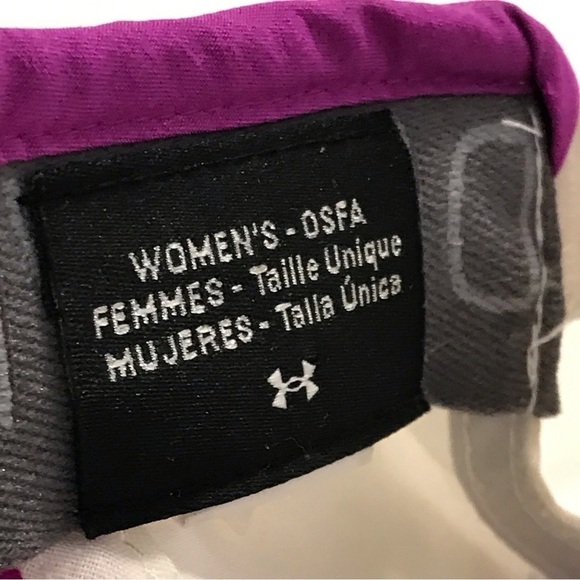 WOMEN'S - OSFA
FEMMES - Taille Unique
MUJERES - Talla Única